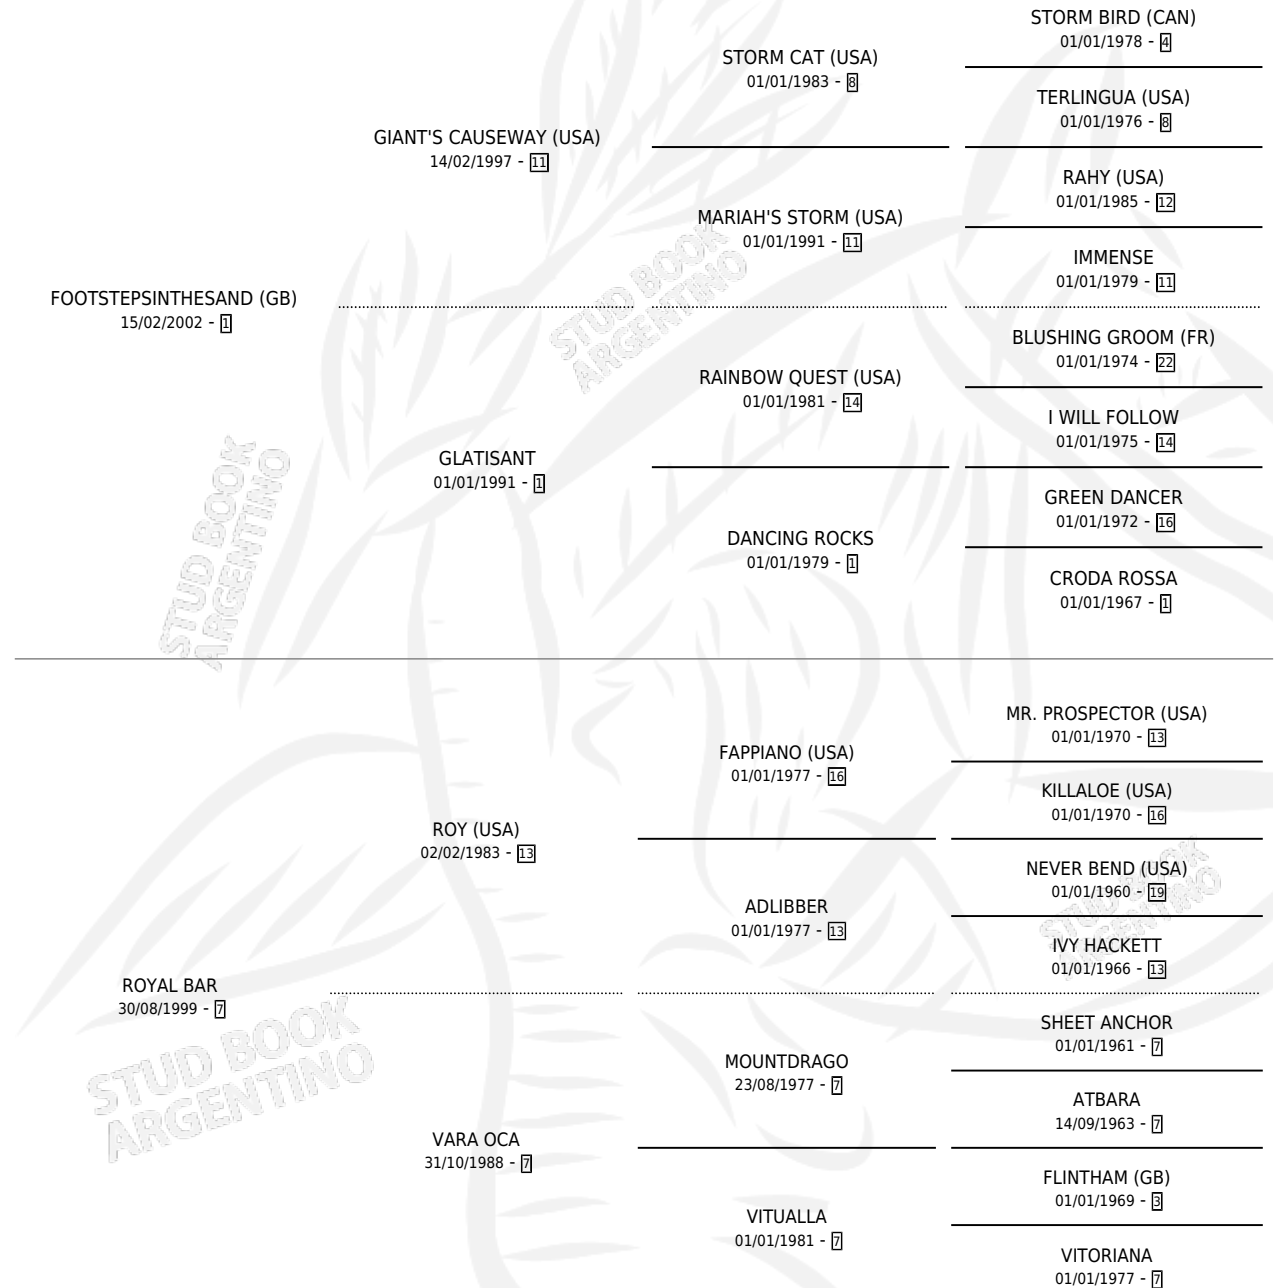 STORM BIRD (CAN)
01/01/1978 - 4
STORM CAT (USA)
01/01/1983 - 8
TERLINGUA (USA)
01/01/1976 - 8
GIANT'S CAUSEWAY (USA)
14/02/1997 - 11
RAHY (USA)
01/01/1985 - 12
MARIAH'S STORM (USA)
01/01/1991 - 11
IMMENSE
01/01/1979 - 11
FOOTSTEPSINTHESAND (GB)
15/02/2002 - 1
BLUSHING GROOM (FR)
01/01/1974 - 22
RAINBOW QUEST (USA)
01/01/1981 - 14
I WILL FOLLOW
01/01/1975 - 14
GLATISANT
01/01/1991 - 1
GREEN DANCER
01/01/1972 - 16
DANCING ROCKS
01/01/1979 - 1
CRODA ROSSA
01/01/1967 - 1
MR. PROSPECTOR (USA)
01/01/1970 - 13
FAPPIANO (USA)
01/01/1977 - 16
KILLALOE (USA)
01/01/1970 - 16
ROY (USA)
02/02/1983 - 13
NEVER BEND (USA)
01/01/1960 - 19
ADLIBBER
01/01/1977 - 13
IVY HACKETT
01/01/1966 - 13
ROYAL BAR
30/08/1999 - 7
SHEET ANCHOR
01/01/1961 - 7
MOUNTDRAGO
23/08/1977 - 7
ATBARA
14/09/1963 - 7
VARA OCA
31/10/1988 - 7
FLINTHAM (GB)
01/01/1969 - 3
VITUALLA
01/01/1981 - 7
VITORIANA
01/01/1977 - 7
STUD BOOK
ARGENTINO
STUD BOOK
ARGENTINO
STUD BOOK
ARGENTINO
STUD BOOK
ARGENTINO